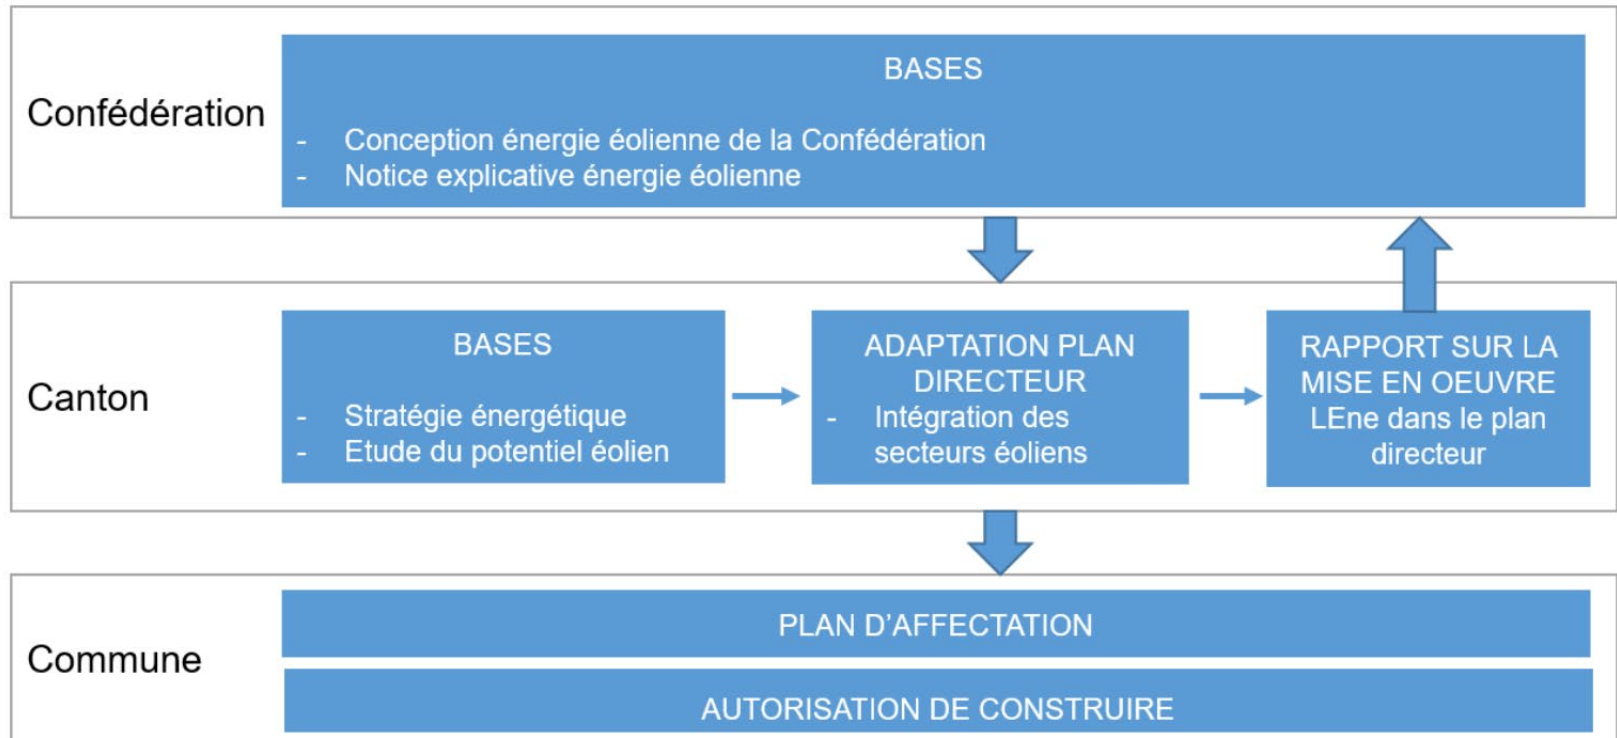 Confédération
BASES
- Conception énergie éolienne de la Confédération
- Notice explicative énergie éolienne
Canton
BASES
- Stratégie énergétique
- Etude du potentiel éolien
ADAPTATION PLAN
DIRECTEUR
- Intégration des
secteurs éoliens
RAPPORT SUR LA
MISE EN OEUVRE
LEne dans le plan
directeur
Commune
PLAN D'AFFECTATION
AUTORISATION DE CONSTRUIRE